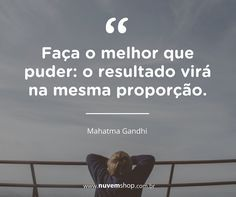 “
Faça o melhor que
puder: o resultado virá
na mesma proporção.
Mahatma Gandhi
www.nuvemshop.com.br